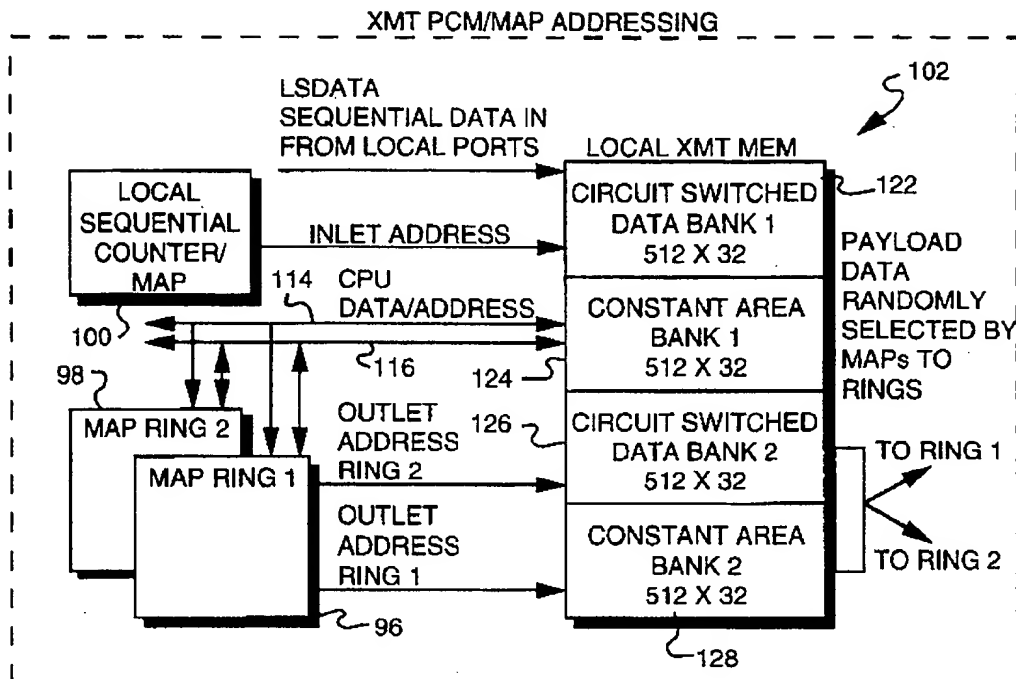 XMT PCM/MAP ADDRESSING
102
LSDATA
SEQUENTIAL DATA IN
FROM LOCAL PORTS
LOCAL XMT MEM
122
LOCAL
SEQUENTIAL
COUNTER/
MAP
100
INLET ADDRESS
114
CPU
DATA/ADDRESS
116
CIRCUIT SWITCHED
DATA BANK 1
512 X 32
CONSTANT AREA
BANK 1
512 X 32
124
PAYLOAD
DATA
RANDOMLY
SELECTED BY
MAPs TO
RINGS
98
MAP RING 2
MAP RING 1
96
OUTLET
ADDRESS
RING 2
OUTLET
ADDRESS
RING 1
126
CIRCUIT SWITCHED
DATA BANK 2
512 X 32
CONSTANT AREA
BANK 2
512 X 32
128
TO RING 1
TO RING 2